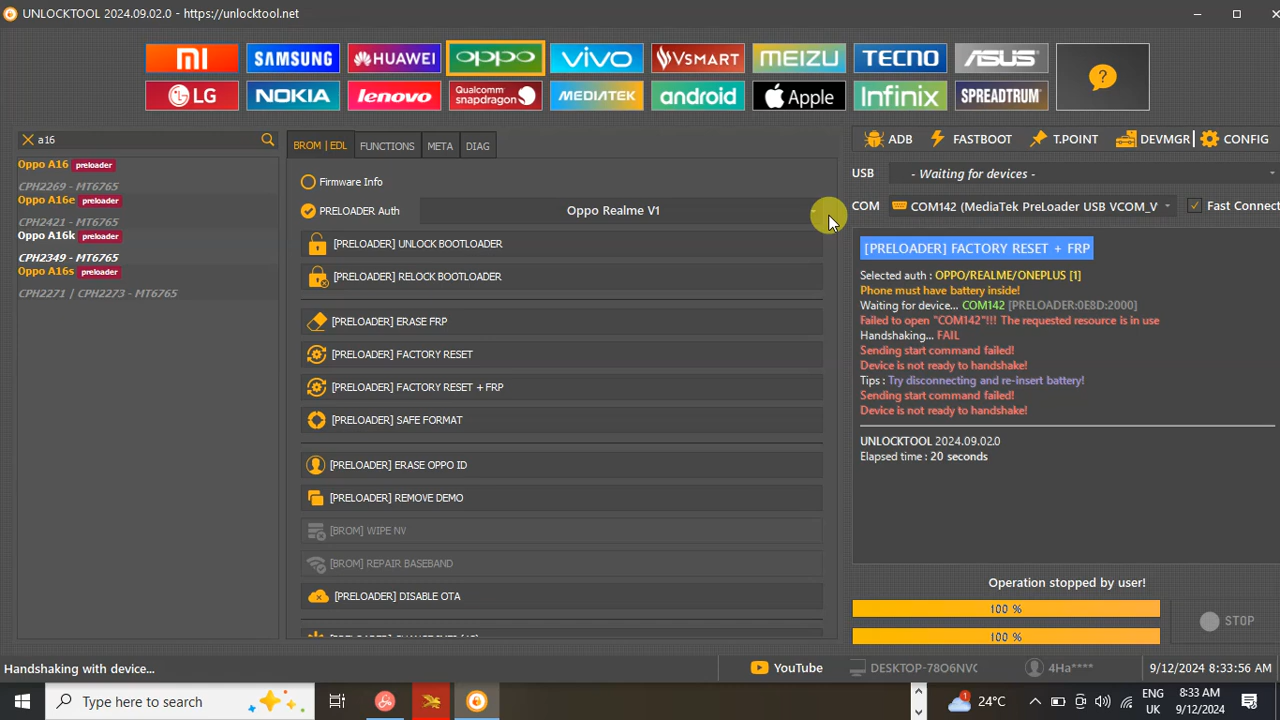 UNLOCKTOOL 2024.09.02.0 - https://unlocktool.net
mi SAMSUNG HUAWEI oppo vivo VSMART MEIZU TECNO ASUS
LG NOKIA lenovo Qualcomm snapdragon MEDIATEK android Apple Infinix SPREADTRUM ?
a16
Oppo A16 preloader
CPH2269 - MT6765
Oppo A16e preloader
CPH2421 - MT6765
Oppo A16k preloader
CPH2349 - MT6765
Oppo A16s preloader
CPH2271 | CPH2273 - MT6765
BROM | EDL FUNCTIONS META DIAG
Firmware Info
PRELOADER Auth Oppo Realme V1
[PRELOADER] UNLOCK BOOTLOADER
[PRELOADER] RELOCK BOOTLOADER
[PRELOADER] ERASE FRP
[PRELOADER] FACTORY RESET
[PRELOADER] FACTORY RESET + FRP
[PRELOADER] SAFE FORMAT
[PRELOADER] ERASE OPPO ID
[PRELOADER] REMOVE DEMO
[BROM] WIPE NV
[BROM] REPAIR BASEBAND
[PRELOADER] DISABLE OTA
ADB FASTBOOT T.POINT DEVMGR CONFIG
USB - Waiting for devices -
COM COM142 (MediaTek PreLoader USB VCOM_V Fast Connect
[PRELOADER] FACTORY RESET + FRP
Selected auth : OPPO/REALME/ONEPLUS [1]
Phone must have battery inside!
Waiting for device... COM142 [PRELOADER:0E8D:2000]
Failed to open "COM142"!!! The requested resource is in use
Handshaking... FAIL
Sending start command failed!
Device is not ready to handshake!
Tips : Try disconnecting and re-insert battery!
Sending start command failed!
Device is not ready to handshake!
UNLOCKTOOL 2024.09.02.0
Elapsed time : 20 seconds
Operation stopped by user!
100 %
100 %
STOP
Handshaking with device... YouTube DESKTOP-78O6NVC 4Ha**** 9/12/2024 8:33:56 AM
Type here to search 1 24°C ENG UK 8:33 AM 9/12/2024